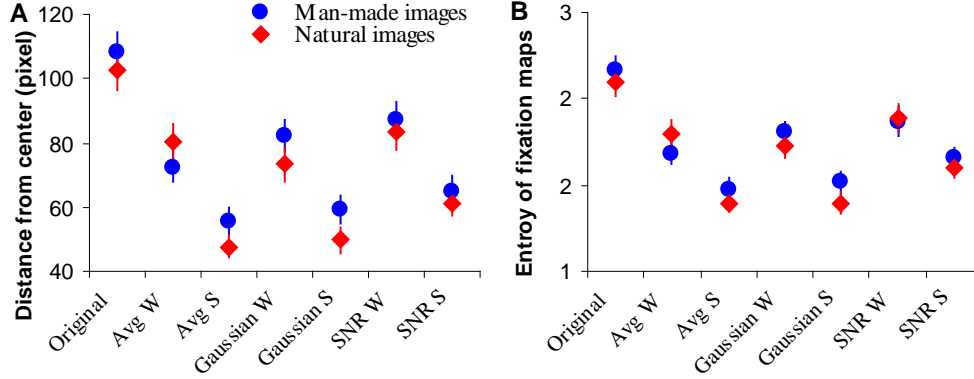 A
Distance from center (pixel)
120
100
80
60
40
Man-made images
Natural images
Original
Avg W
Avg S
Gaussian W
Gaussian S
SNR W
SNR S
B
Entroy of fixation maps
3
2
2
1
Original
Avg W
Avg S
Gaussian W
Gaussian S
SNR W
SNR S